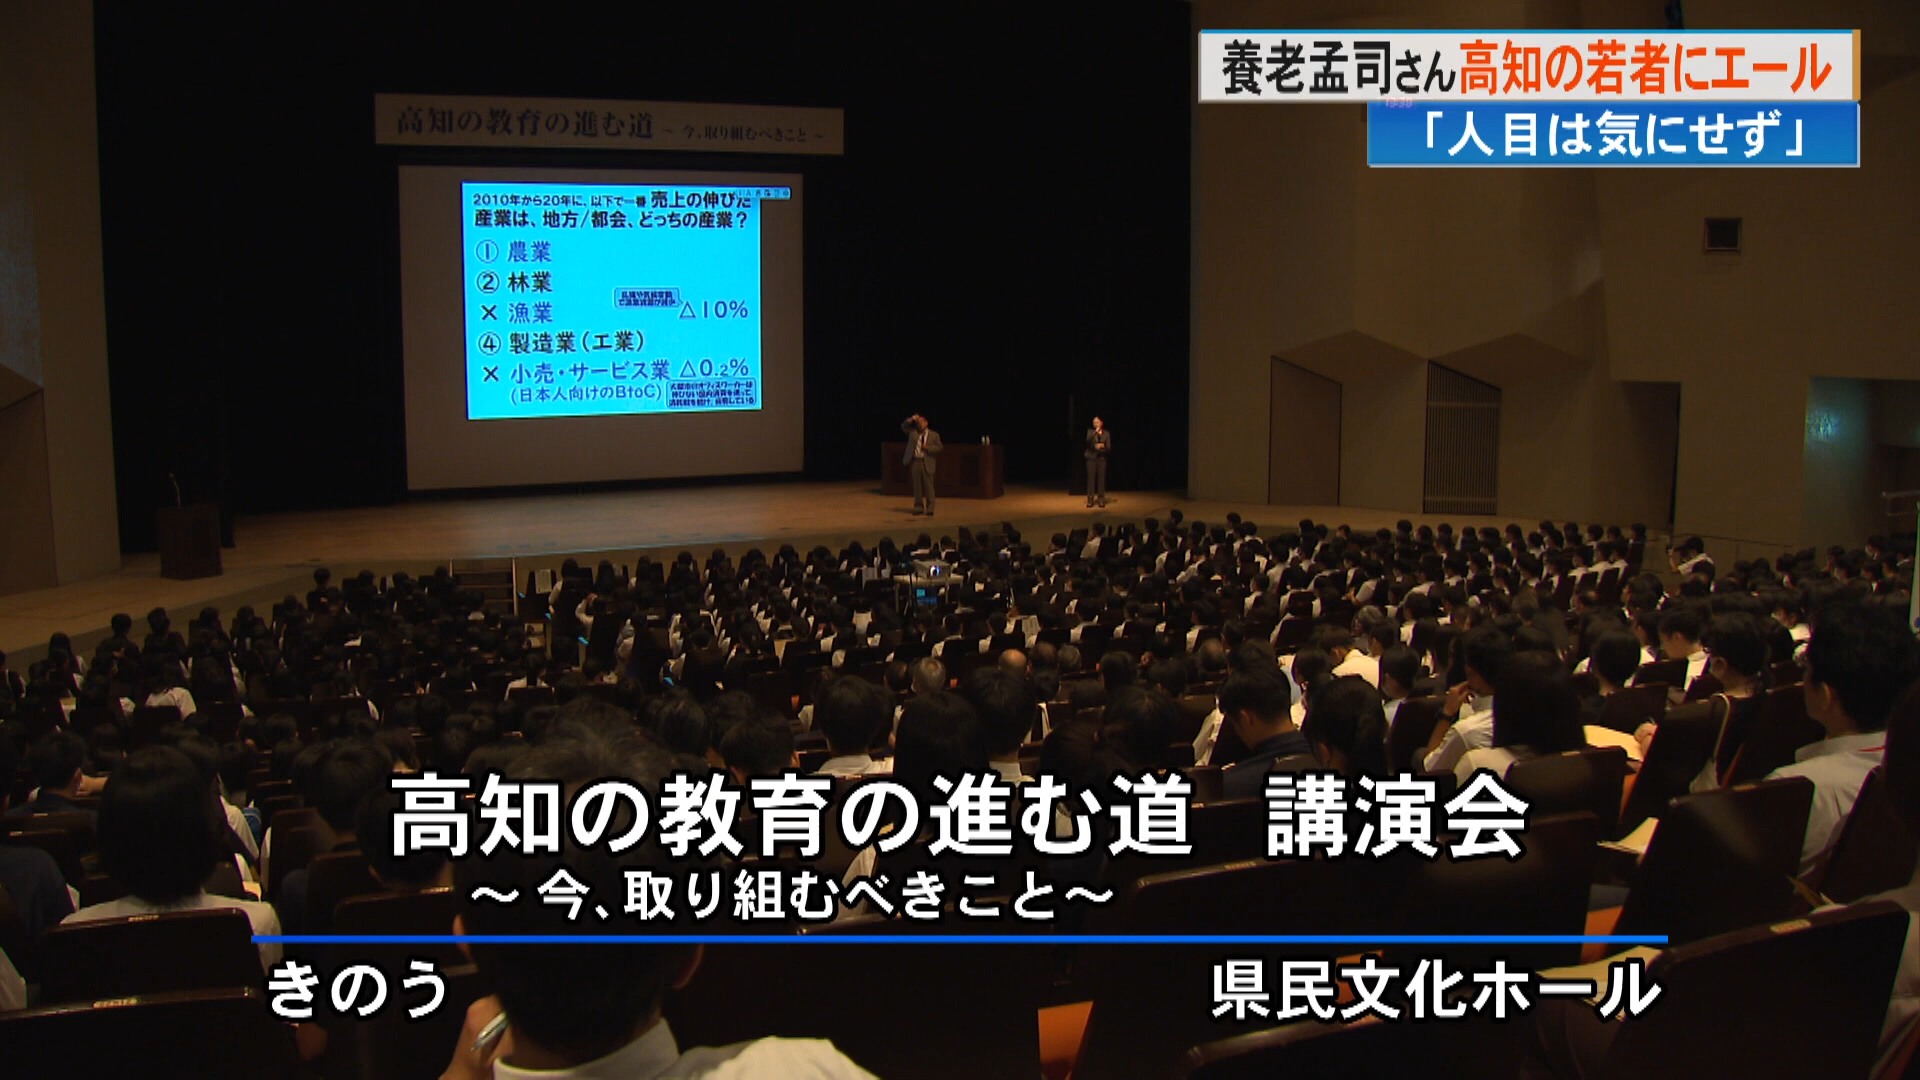 養老孟司さん高知の若者にエール
「人目は気にせず」
高知の教育の進む道 ～ 今、取り組むべきこと ～
2010年から20年に、以下で一番 売上の伸びた
産業は、地方/都会、どっちの産業？
① 農業
② 林業
× 漁業 △10%
④ 製造業（工業）
× 小売・サービス業 △0.2%
(日本人向けのBtoC)
高知の教育の進む道 講演会
～ 今、取り組むべきこと～
きのう
県民文化ホール